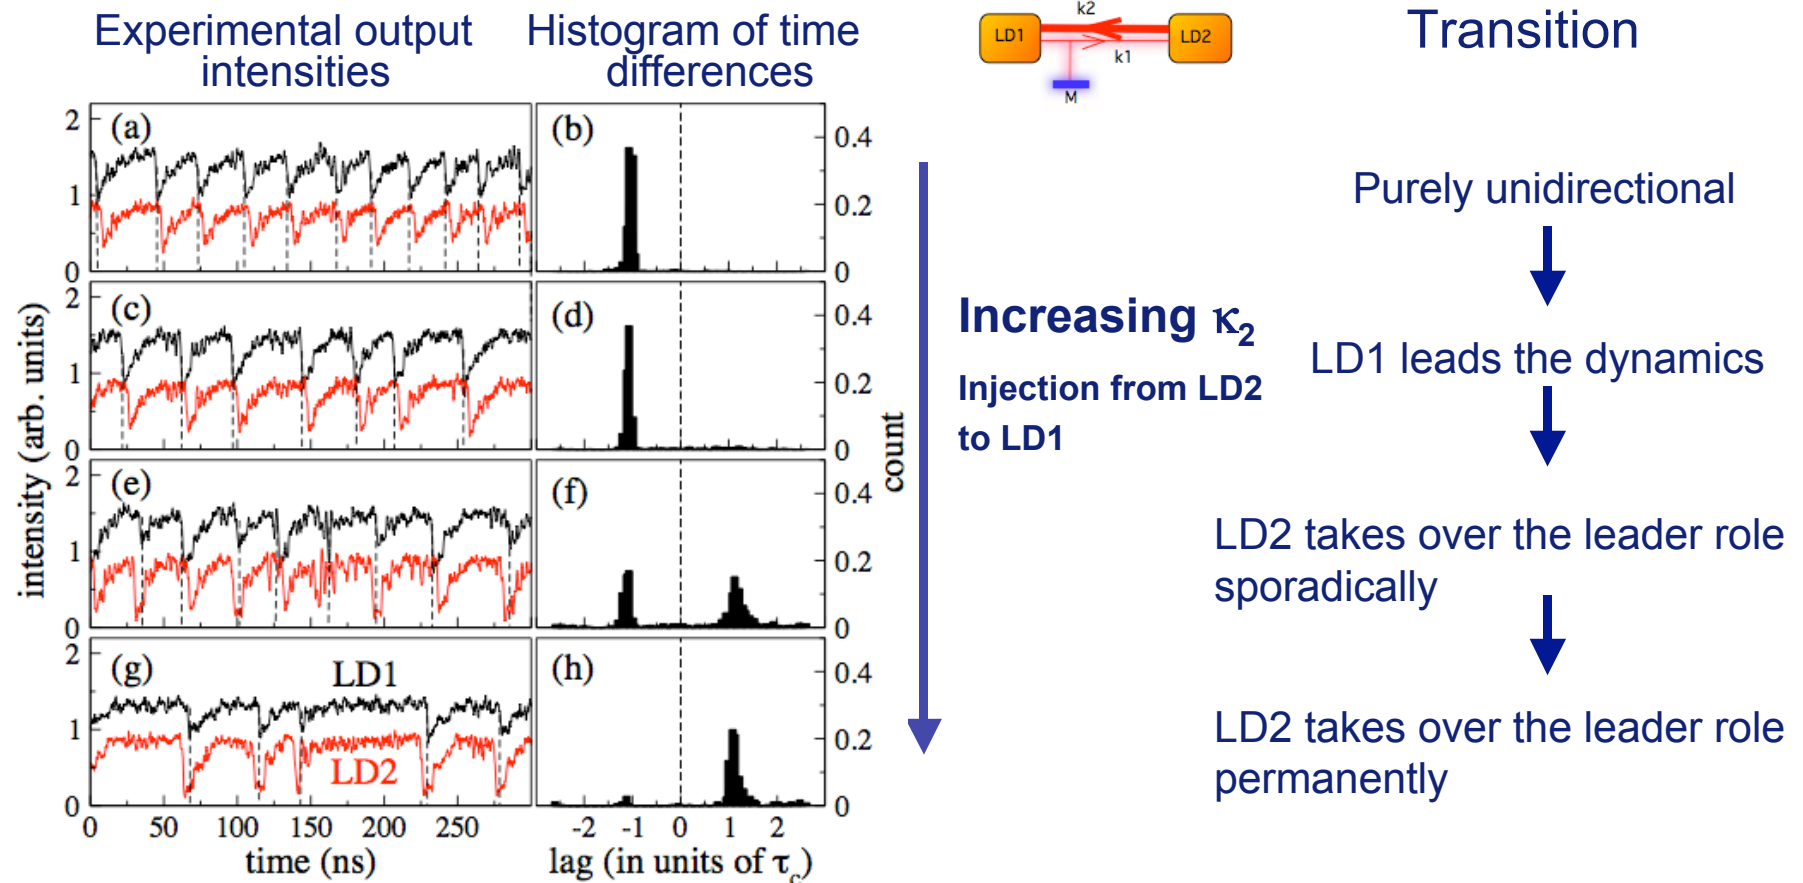 Experimental output
intensities
Histogram of time
differences
LD1
k2
k1
LD2
M
Transition
intensity (arb. units)
(a)
2
1
0
(b)
0.4
0.2
0
(c)
2
1
0
(d)
0.4
0.2
0
(e)
2
1
0
(f)
0.4
0.2
0
(g)
LD1
LD2
2
1
0
(h)
0.4
0.2
0
count
0 50 100 150 200 250
time (ns)
-2 -1 0 1 2
lag (in units of τc)
Increasing κ2
Injection from LD2
to LD1
Purely unidirectional
LD1 leads the dynamics
LD2 takes over the leader role
sporadically
LD2 takes over the leader role
permanently